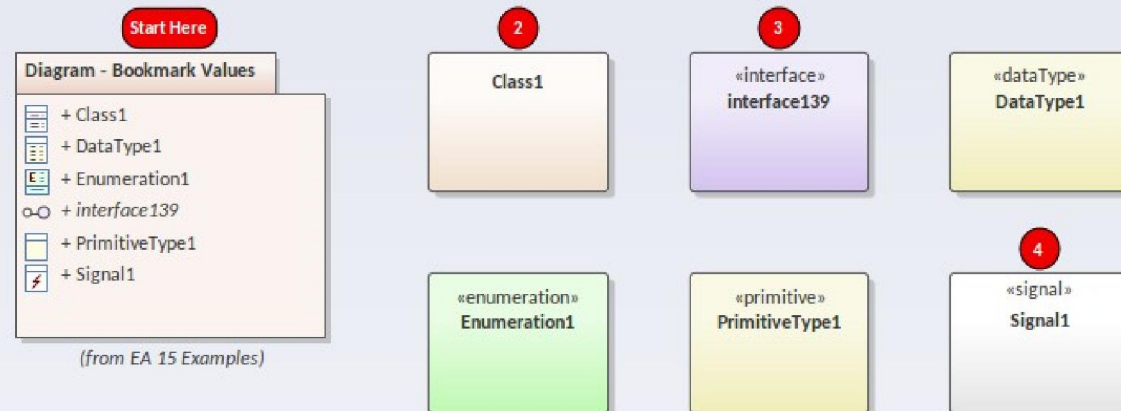 Start Here
2
3
Diagram - Bookmark Values
+ Class1
+ DataType1
+ Enumeration1
+ interface139
+ PrimitiveType1
+ Signal1
(from EA 15 Examples)
Class1
«interface»
interface139
«dataType»
DataType1
4
«enumeration»
Enumeration1
«primitive»
PrimitiveType1
«signal»
Signal1